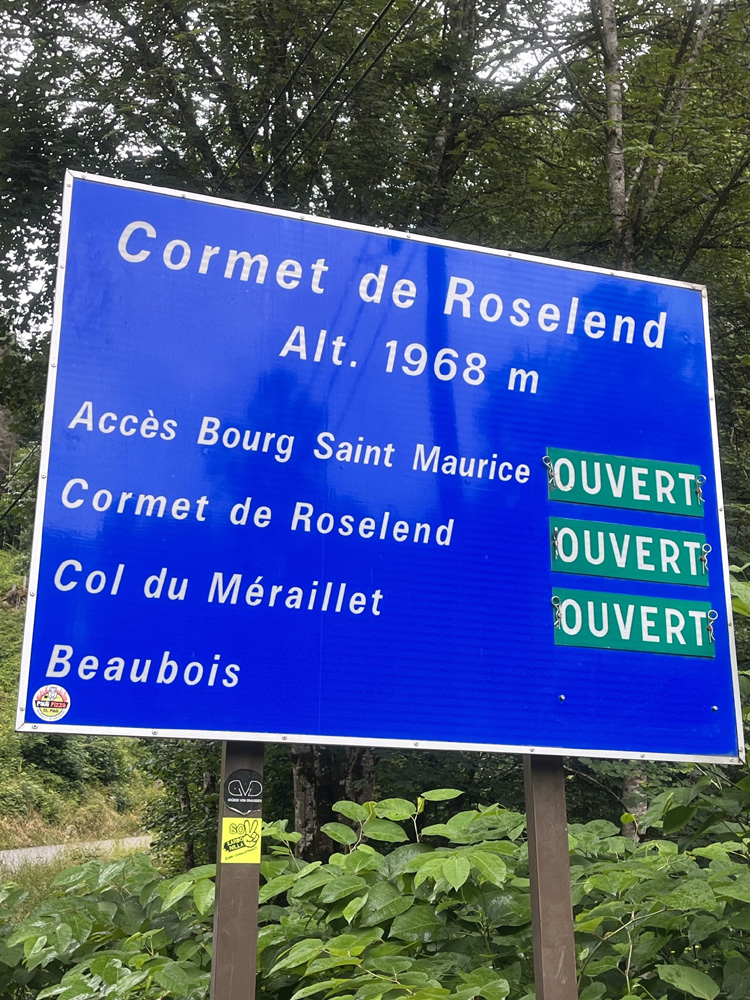 Cormet de Roselend
Alt. 1968 m
Accès Bourg Saint Maurice OUVERT
Cormet de Roselend OUVERT
Col du Méraillet OUVERT
Beaubois